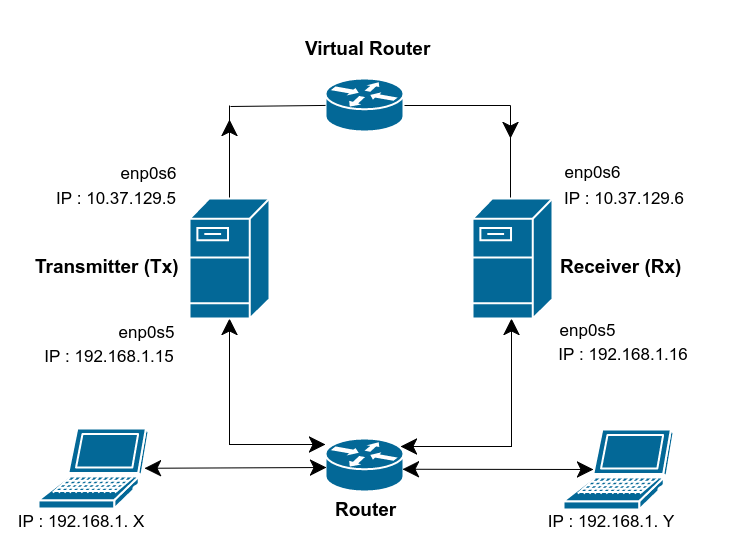 Virtual Router
enp0s6
IP : 10.37.129.5
enp0s6
IP : 10.37.129.6
Transmitter (Tx)
Receiver (Rx)
enp0s5
IP : 192.168.1.15
enp0s5
IP : 192.168.1.16
Router
IP : 192.168.1. X
IP : 192.168.1. Y